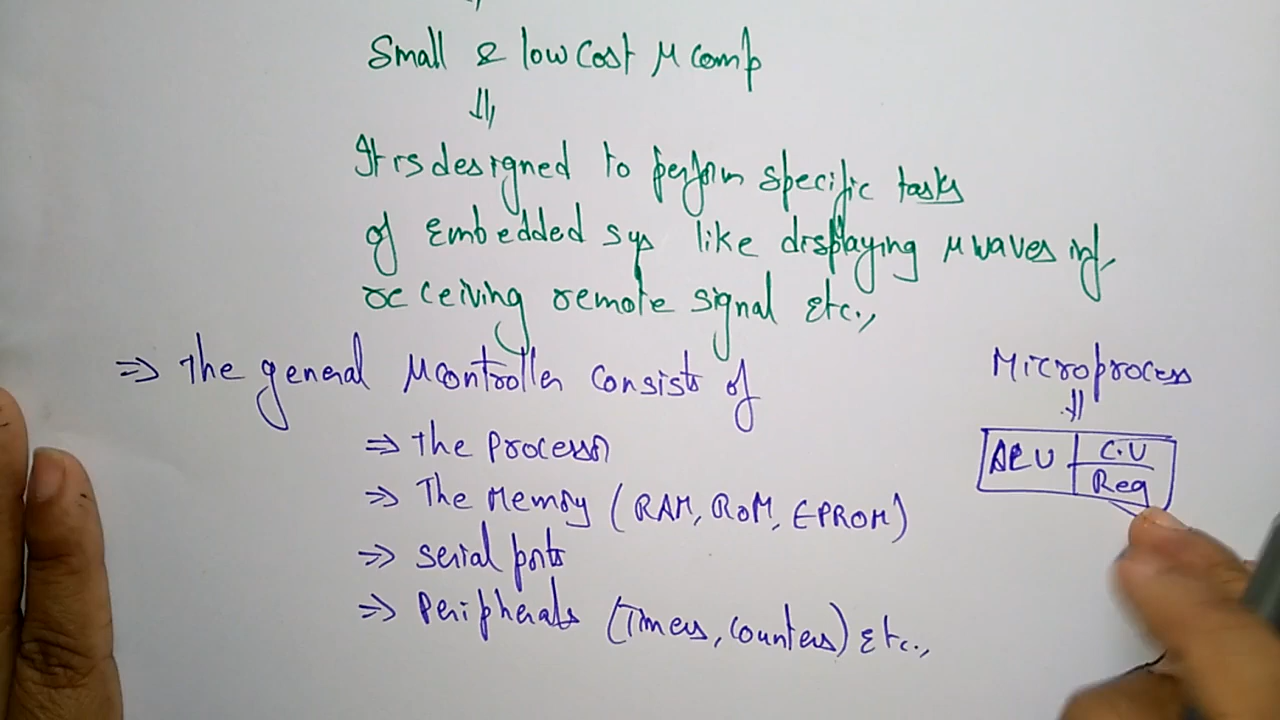 Small & low cost μ comp
⇓
It is designed to perform specific tasks
of Embedded sys like displaying μwaves inf,
receiving remote signal Etc.,
⇒ The general μcontroller consists of
⇒ The Processor
⇒ The Memory (RAM, ROM, EPROM)
⇒ serial ports
⇒ Peripherals (Timers, Counters) Etc.,
Microprocess
⇓
ALU C.U
Reg